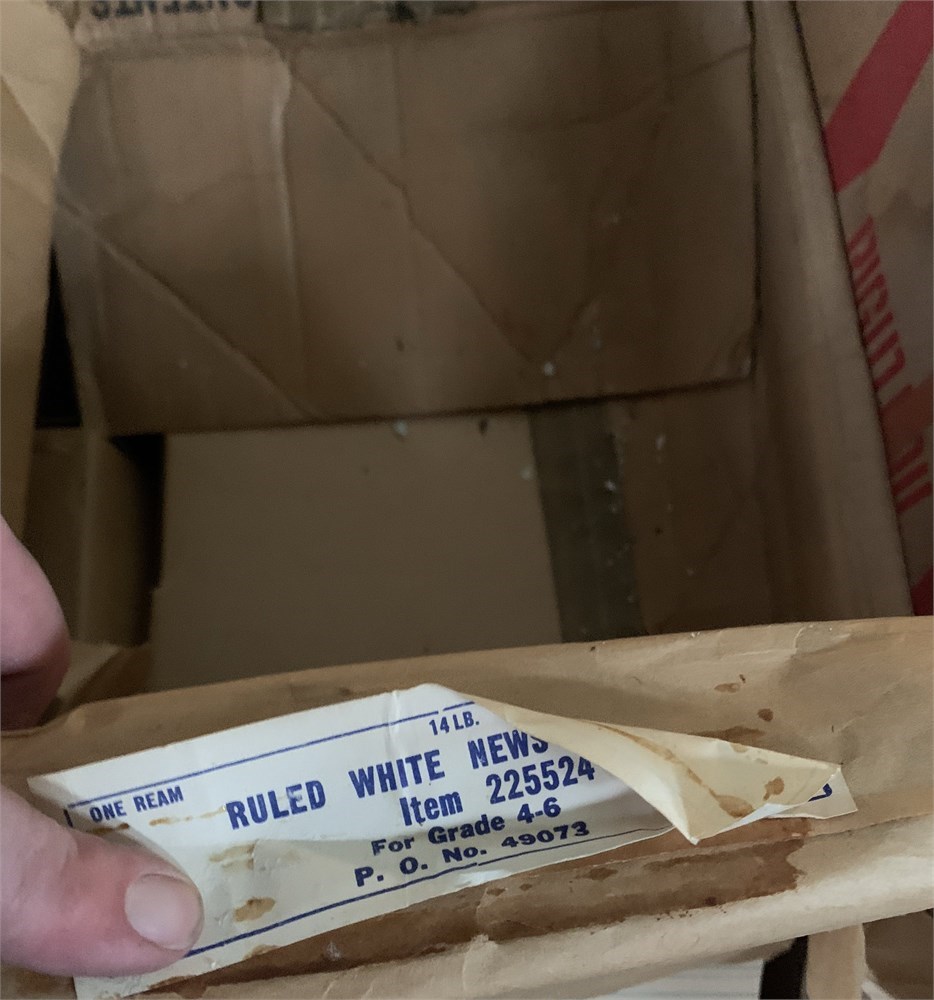 14 LB.
ONE REAM
RULED WHITE NEWS
Item 225524
For Grade 4-6
P. O. No. 49073